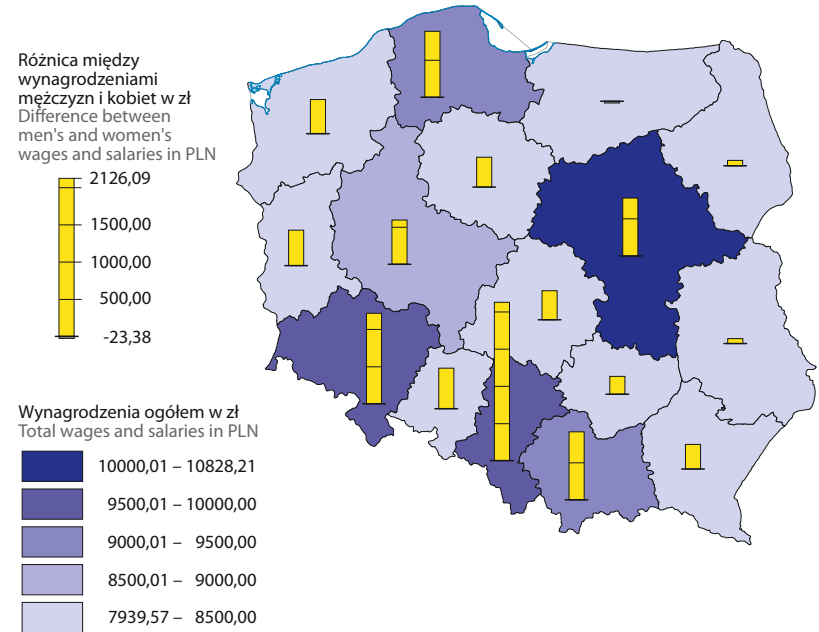 Różnica między
wynagrodzeniami
mężczyzn i kobiet w zł
Difference between
men's and women's
wages and salaries in PLN
2126,09
1500,00
1000,00
500,00
-23,38
Wynagrodzenia ogółem w zł
Total wages and salaries in PLN
10000,01 – 10828,21
9500,01 – 10000,00
9000,01 – 9500,00
8500,01 – 9000,00
7939,57 – 8500,00